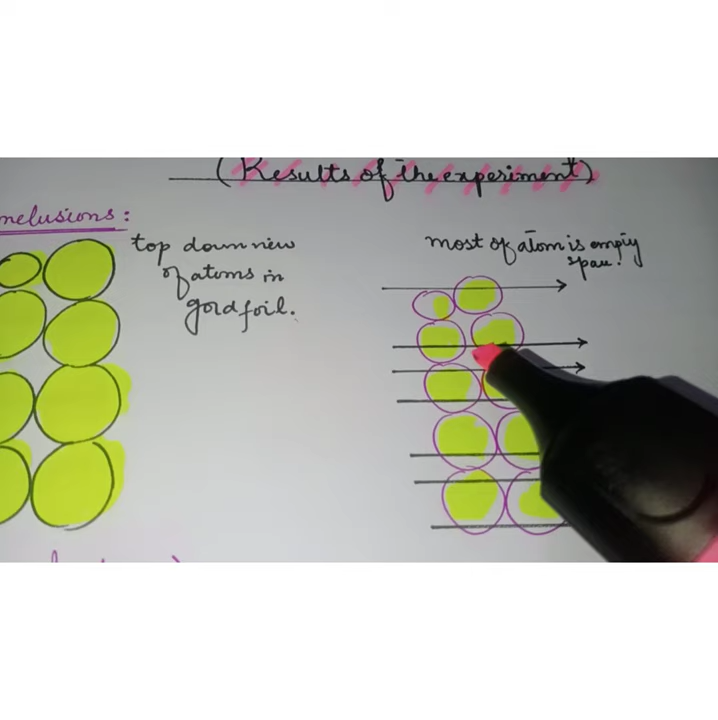 (Results of the experiment)
nclusions:
top down view
of atoms in
gold foil.
most of atom is empty
space.